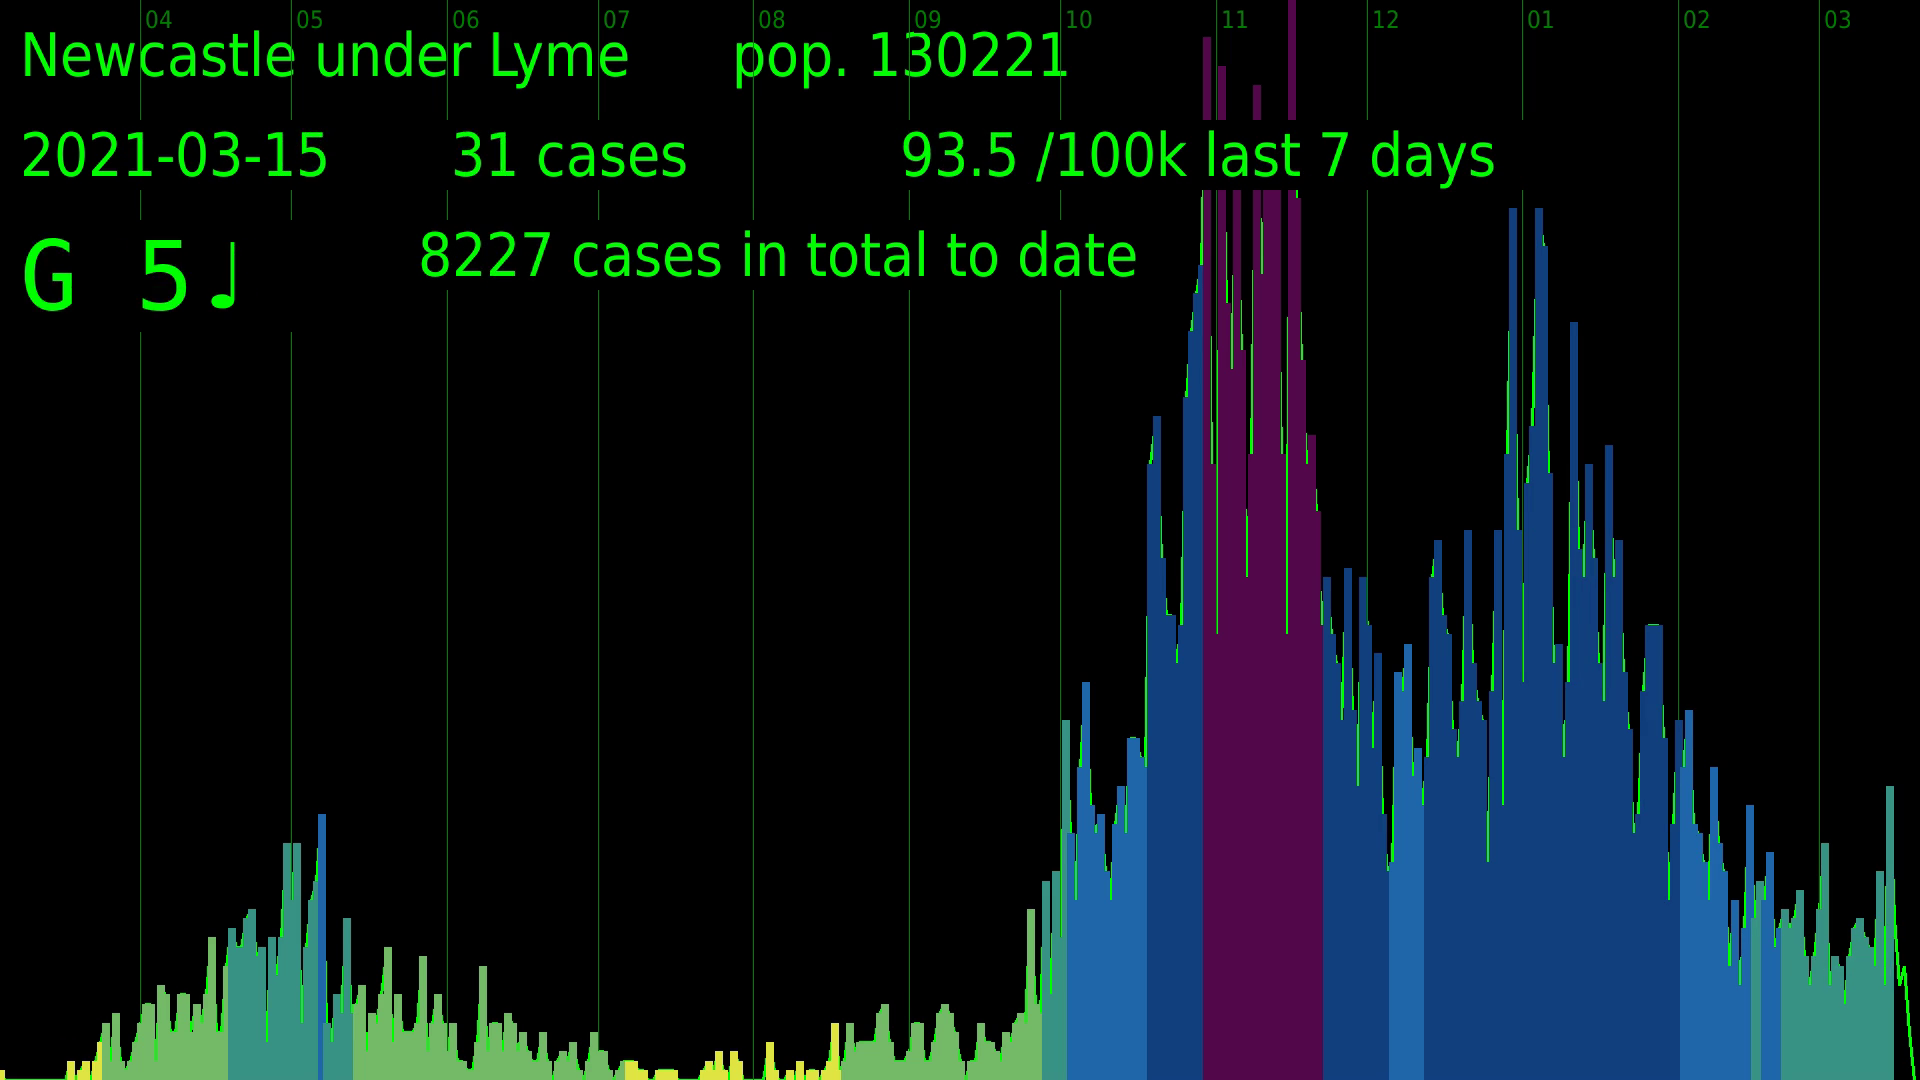 04 05 06 07 08 09 10 11 12 01 02 03
Newcastle under Lyme pop. 130221
2021-03-15 31 cases 93.5 /100k last 7 days
G 5♩ 8227 cases in total to date